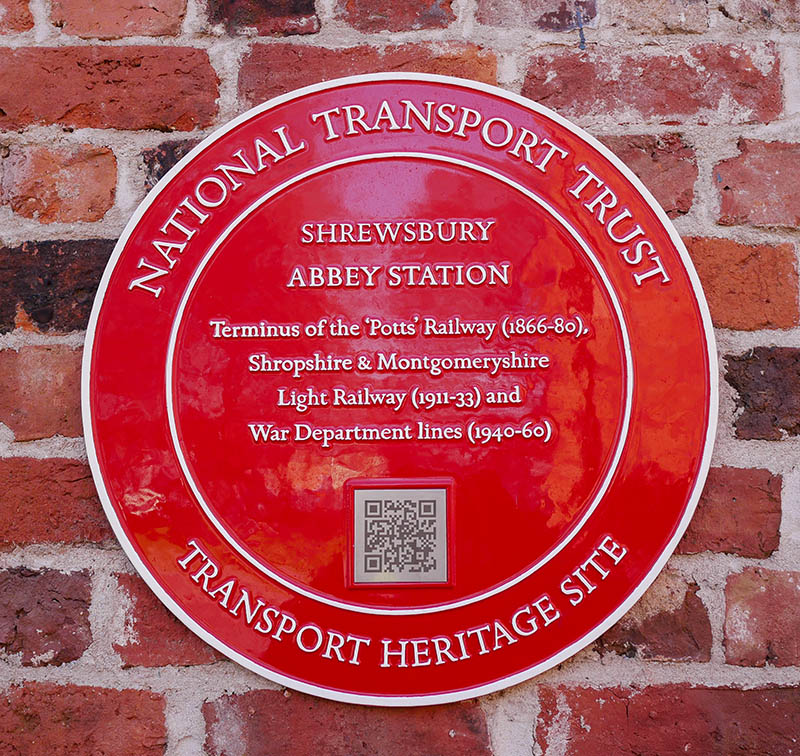 NATIONAL TRANSPORT TRUST
SHREWSBURY
ABBEY STATION
Terminus of the ‘Potts’ Railway (1866-80),
Shropshire & Montgomeryshire
Light Railway (1911-33) and
War Department lines (1940-60)
TRANSPORT HERITAGE SITE